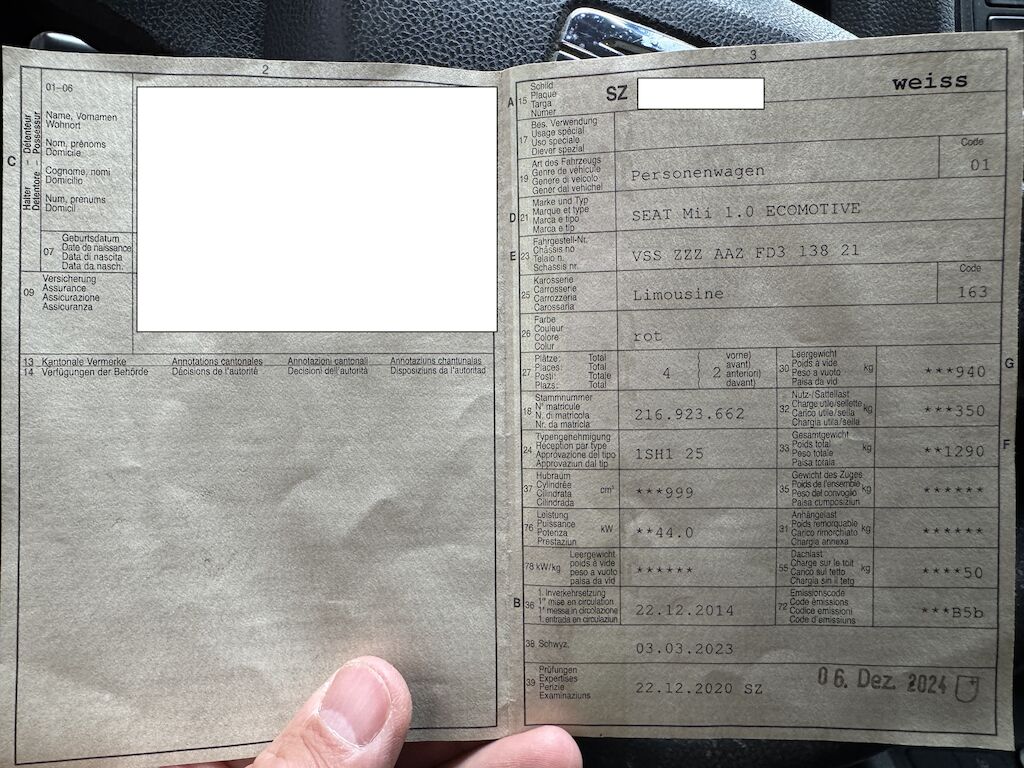 2
01–06
C
Halter – Détenteur
Detentore – Possessur
Name, Vornamen
Wohnort
Nom, prénoms
Domicile
Cognome, nomi
Domicilio
Num, prenums
Domicil
07
Geburtsdatum
Date de naissance
Data di nascita
Data da nasch.
09
Versicherung
Assurance
Assicurazione
Assicuranza
13 Kantonale Vermerke Annotations cantonales Annotazioni cantonali Annotaziuns chantunalas
14 Verfügungen der Behörde Décisions de l'autorité Decisioni dell'autorità Disposiziuns da l'autoritad
3
A 15
Schild
Plaque
Targa
Numer
SZ
weiss
17
Bes. Verwendung
Usage spécial
Uso speciale
Diever spezial
19
Art des Fahrzeugs
Genre de véhicule
Genere di veicolo
Gener dal vehichel
Personenwagen
Code
01
D 21
Marke und Typ
Marque et type
Marca e tipo
Marca e tip
SEAT Mii 1.0 ECOMOTIVE
E 23
Fahrgestell-Nr.
Châssis no
Telaio n.
Schassis nr.
VSS ZZZ AAZ FD3 138 21
25
Karosserie
Carrosserie
Carrozzeria
Carossaria
Limousine
Code
163
26
Farbe
Couleur
Colore
Colur
rot
27
Plätze: Total
Places Total
Posti: Totale
Plazs: Total
4 ( 2
vorne)
avant)
anteriori)
davant)
30
Leergewicht
Poids à vide
Peso a vuoto
Paisa da vid
kg
***940
G
18
Stammnummer
N° matricule
N. di matricola
Nr. da matricla
216.923.662
32
Nutz-/Sattellast
Charge utile/sellette
Carico utile/sella
Chargia utila/sella
kg
***350
24
Typengenehmigung
Réception par type
Approvazione del tipo
Approvaziun dal tip
1SH1 25
33
Gesamtgewicht
Poids total
Peso totale
Paisa totala
kg
**1290
F
37
Hubraum
Cylindrée
Cilindrata
Cilindrada
cm³
***999
35
Gewicht des Zuges
Poids de l'ensemble
Peso del convoglio
Paisa cumposiziun
kg
******
76
Leistung
Puissance
Potenza
Prestaziun
kW
**44.0
31
Anhängelast
Poids remorquable
Carico rimorchiato
Chargia annexa
kg
******
78 kW/kg
Leergewicht
poids à vide
peso a vuoto
paisa da vid
******
55
Dachlast
Charge sur le toit
Carico sul tetto
Chargia sin il tetg
kg
****50
B 36
1. Inverkehrsetzung
1re mise en circulation
1a messa in circolazione
1. entrada en circulaziun
22.12.2014
72
Emissionscode
Code émissions
Codice emissioni
Code d'emissiuns
***B5b
38 Schwyz,
03.03.2023
39
Prüfungen
Expertises
Perizie
Examinaziuns
22.12.2020 SZ
06. Dez. 2024